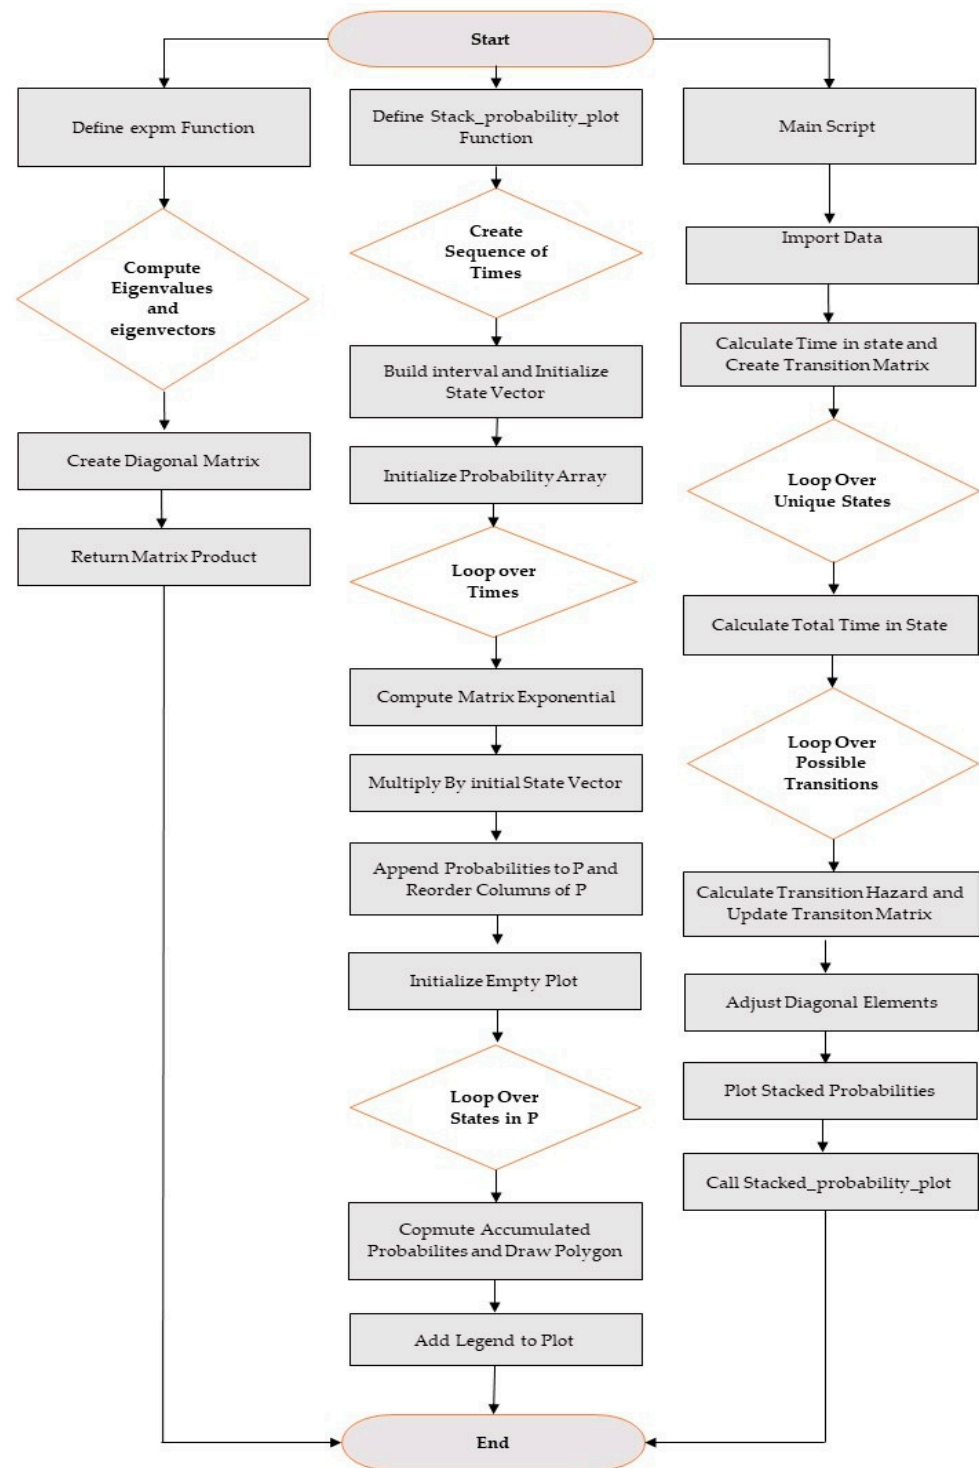 Start
Define expm Function
Compute
Eigenvalues
and
eigenvectors
Create Diagonal Matrix
Return Matrix Product
Define Stack_probability_plot
Function
Create
Sequence of
Times
Build interval and Initialize
State Vector
Initialize Probability Array
Loop over
Times
Compute Matrix Exponential
Multiply By initial State Vector
Append Probabilities to P and
Reorder Columns of P
Initialize Empty Plot
Loop Over
States in P
Copmute Accumulated
Probabilites and Draw Polygon
Add Legend to Plot
Main Script
Import Data
Calculate Time in state and
Create Transition Matrix
Loop Over
Unique States
Calculate Total Time in State
Loop Over
Possible
Transitions
Calculate Transition Hazard and
Update Transiton Matrix
Adjust Diagonal Elements
Plot Stacked Probabilities
Call Stacked_probability_plot
End